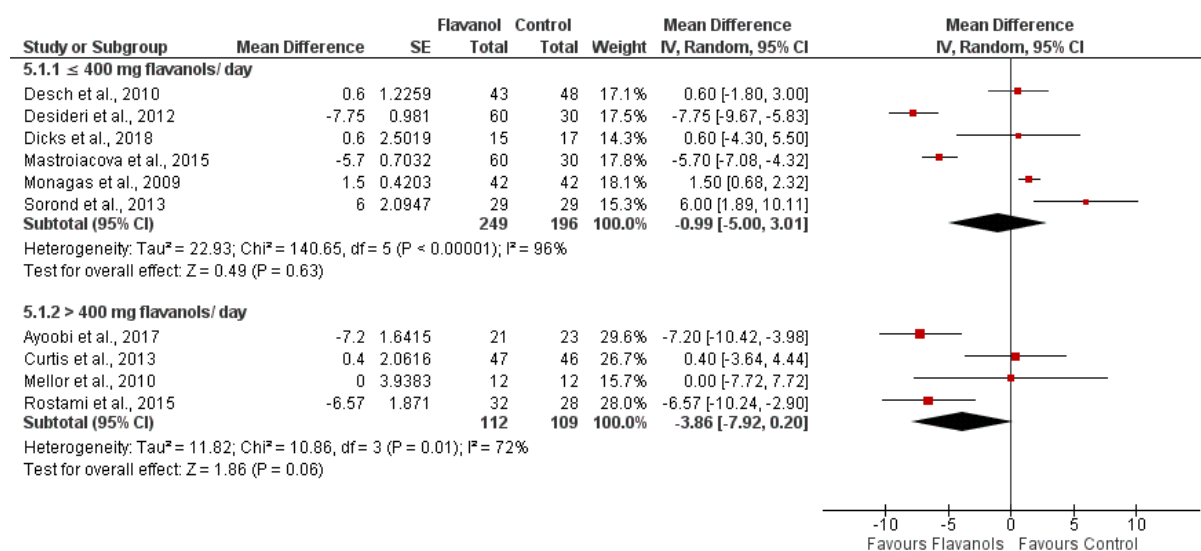 Flavanol Control Mean Difference Mean Difference
Study or Subgroup Mean Difference SE Total Total Weight IV, Random, 95% CI IV, Random, 95% CI
5.1.1 ≤ 400 mg flavanols/ day
Desch et al., 2010 0.6 1.2259 43 48 17.1% 0.60 [-1.80, 3.00]
Desideri et al., 2012 -7.75 0.981 60 30 17.5% -7.75 [-9.67, -5.83]
Dicks et al., 2018 0.6 2.5019 15 17 14.3% 0.60 [-4.30, 5.50]
Mastroiacova et al., 2015 -5.7 0.7032 60 30 17.8% -5.70 [-7.08, -4.32]
Monagas et al., 2009 1.5 0.4203 42 42 18.1% 1.50 [0.68, 2.32]
Sorond et al., 2013 6 2.0947 29 29 15.3% 6.00 [1.89, 10.11]
Subtotal (95% CI) 249 196 100.0% -0.99 [-5.00, 3.01]
Heterogeneity: Tau² = 22.93; Chi² = 140.65, df = 5 (P < 0.00001); I² = 96%
Test for overall effect: Z = 0.49 (P = 0.63)
5.1.2 > 400 mg flavanols/ day
Ayoobi et al., 2017 -7.2 1.6415 21 23 29.6% -7.20 [-10.42, -3.98]
Curtis et al., 2013 0.4 2.0616 47 46 26.7% 0.40 [-3.64, 4.44]
Mellor et al., 2010 0 3.9383 12 12 15.7% 0.00 [-7.72, 7.72]
Rostami et al., 2015 -6.57 1.871 32 28 28.0% -6.57 [-10.24, -2.90]
Subtotal (95% CI) 112 109 100.0% -3.86 [-7.92, 0.20]
Heterogeneity: Tau² = 11.82; Chi² = 10.86, df = 3 (P = 0.01); I² = 72%
Test for overall effect: Z = 1.86 (P = 0.06)
-10 -5 0 5 10
Favours Flavanols Favours Control